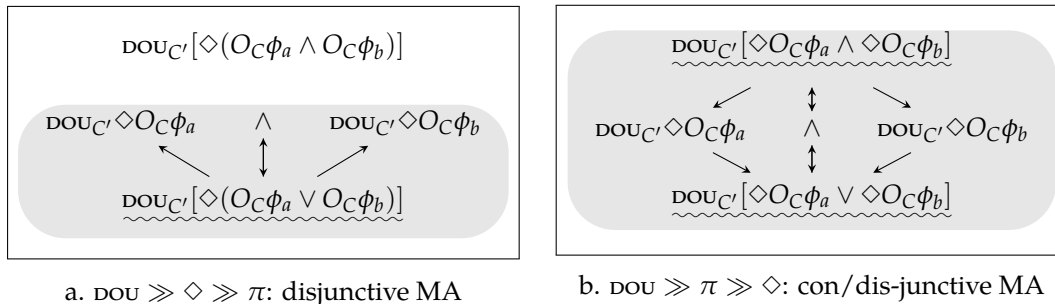 DOU_{C′}[◇(O_Cϕ_a ∧ O_Cϕ_b)]
DOU_{C′}◇O_Cϕ_a ∧ DOU_{C′}◇O_Cϕ_b
DOU_{C′}[◇(O_Cϕ_a ∨ O_Cϕ_b)]
a. DOU ≫ ◇ ≫ π: disjunctive MA
DOU_{C′}[◇O_Cϕ_a ∧ ◇O_Cϕ_b]
DOU_{C′}◇O_Cϕ_a ∧ DOU_{C′}◇O_Cϕ_b
DOU_{C′}[◇O_Cϕ_a ∨ ◇O_Cϕ_b]
b. DOU ≫ π ≫ ◇: con/dis-junctive MA